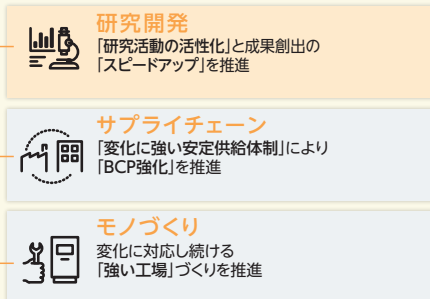 研究開発
「研究活動の活性化」と成果創出の
「スピードアップ」を推進
サプライチェーン
「変化に強い安定供給体制」により
「BCP強化」を推進
モノづくり
変化に対応し続ける
「強い工場」づくりを推進